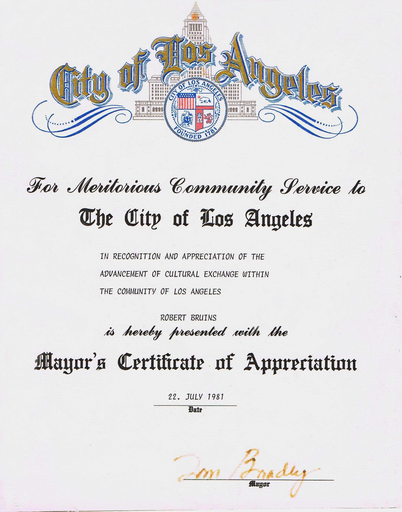 City of Los Angeles
CITY OF LOS ANGELES
FOUNDED 1781
For Meritorious Community Service to
The City of Los Angeles
IN RECOGNITION AND APPRECIATION OF THE
ADVANCEMENT OF CULTURAL EXCHANGE WITHIN
THE COMMUNITY OF LOS ANGELES
ROBERT BRUINS
is hereby presented with the
Mayor's Certificate of Appreciation
22. JULY 1981
Date
Tom Bradley
Mayor